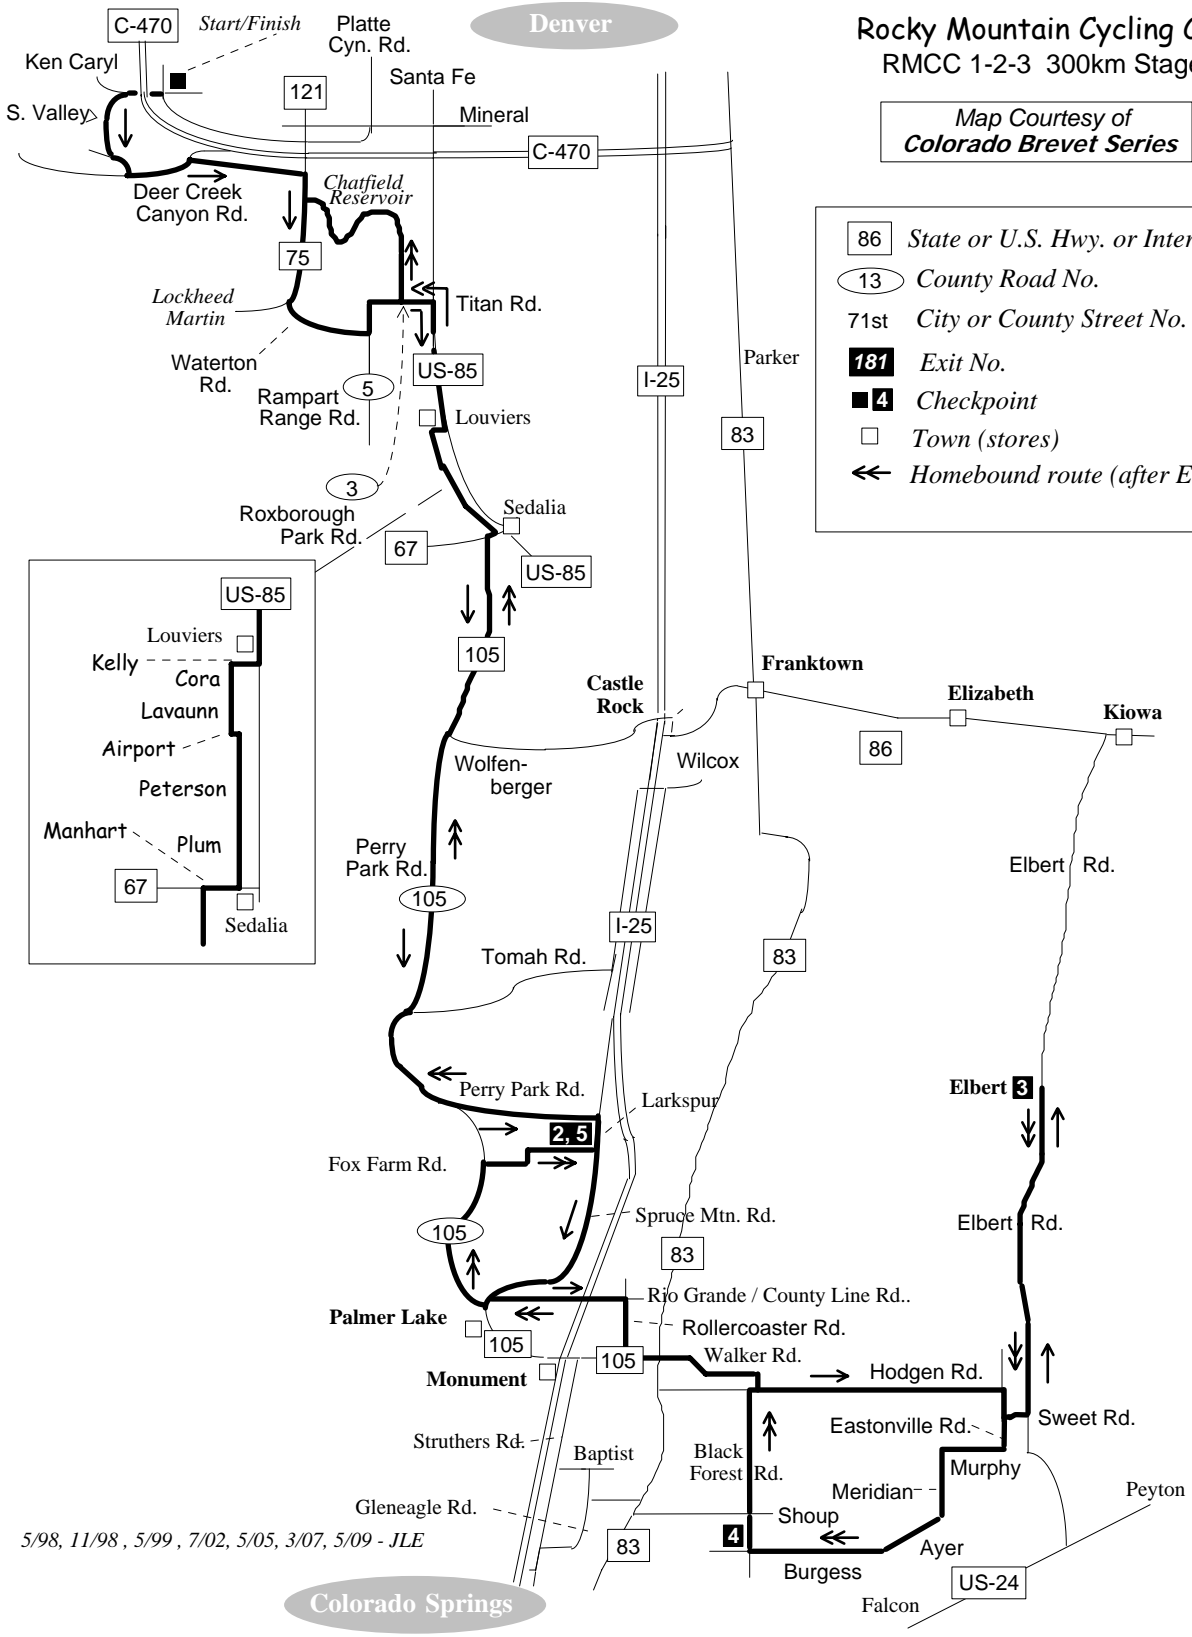 Rocky Mountain Cycling C
RMCC 1-2-3 300km Stage
Map Courtesy of
Colorado Brevet Series
86 State or U.S. Hwy. or Inter
13 County Road No.
71st City or County Street No.
181 Exit No.
4 Checkpoint
Town (stores)
Homebound route (after E
Denver
C-470
Start/Finish
Platte
Cyn. Rd.
Ken Caryl
Santa Fe
121
S. Valley
Mineral
C-470
Deer Creek
Canyon Rd.
Chatfield
Reservoir
75
Lockheed
Martin
Titan Rd.
Waterton
Rd.
US-85
5
Rampart
Range Rd.
Louviers
I-25
Parker
83
3
Roxborough
Park Rd.
Sedalia
67
US-85
US-85
Louviers
Kelly
Cora
Lavaunn
Airport
Peterson
Manhart
Plum
67
Sedalia
105
Castle
Rock
Franktown
Elizabeth
Kiowa
86
Wolfen-
berger
Wilcox
Perry
Park Rd.
105
Elbert Rd.
I-25
83
Tomah Rd.
Perry Park Rd.
Larkspur
Elbert 3
2, 5
Fox Farm Rd.
Spruce Mtn. Rd.
Elbert Rd.
105
83
Rio Grande / County Line Rd..
Palmer Lake
Rollercoaster Rd.
105
105
Walker Rd.
Monument
Hodgen Rd.
Struthers Rd.
Baptist
Black
Forest Rd.
Eastonville Rd.
Sweet Rd.
Murphy
Meridian
Peyton
Gleneagle Rd.
Shoup
4
83
Ayer
Burgess
US-24
Falcon
5/98, 11/98 , 5/99 , 7/02, 5/05, 3/07, 5/09 - JLE
Colorado Springs